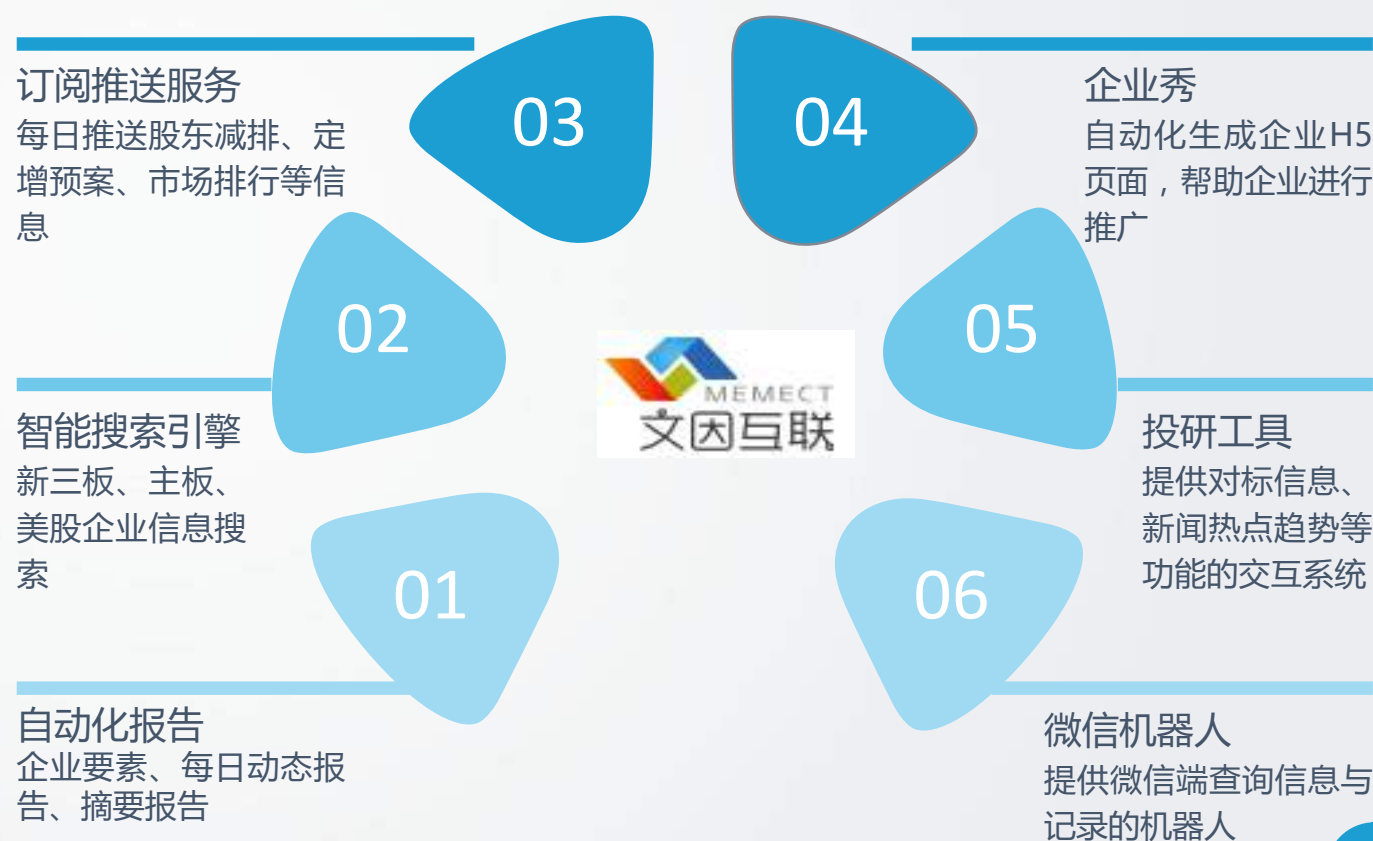 订阅推送服务
每日推送股东减排、定
增预案、市场排行等信
息
03
04
企业秀
自动化生成企业H5
页面，帮助企业进行
推广
02
05
MEMECT
文因互联
智能搜索引擎
新三板、主板、
美股企业信息搜
索
投研工具
提供对标信息、
新闻热点趋势等
功能的交互系统
01
06
自动化报告
企业要素、每日动态报
告、摘要报告
微信机器人
提供微信端查询信息与
记录的机器人